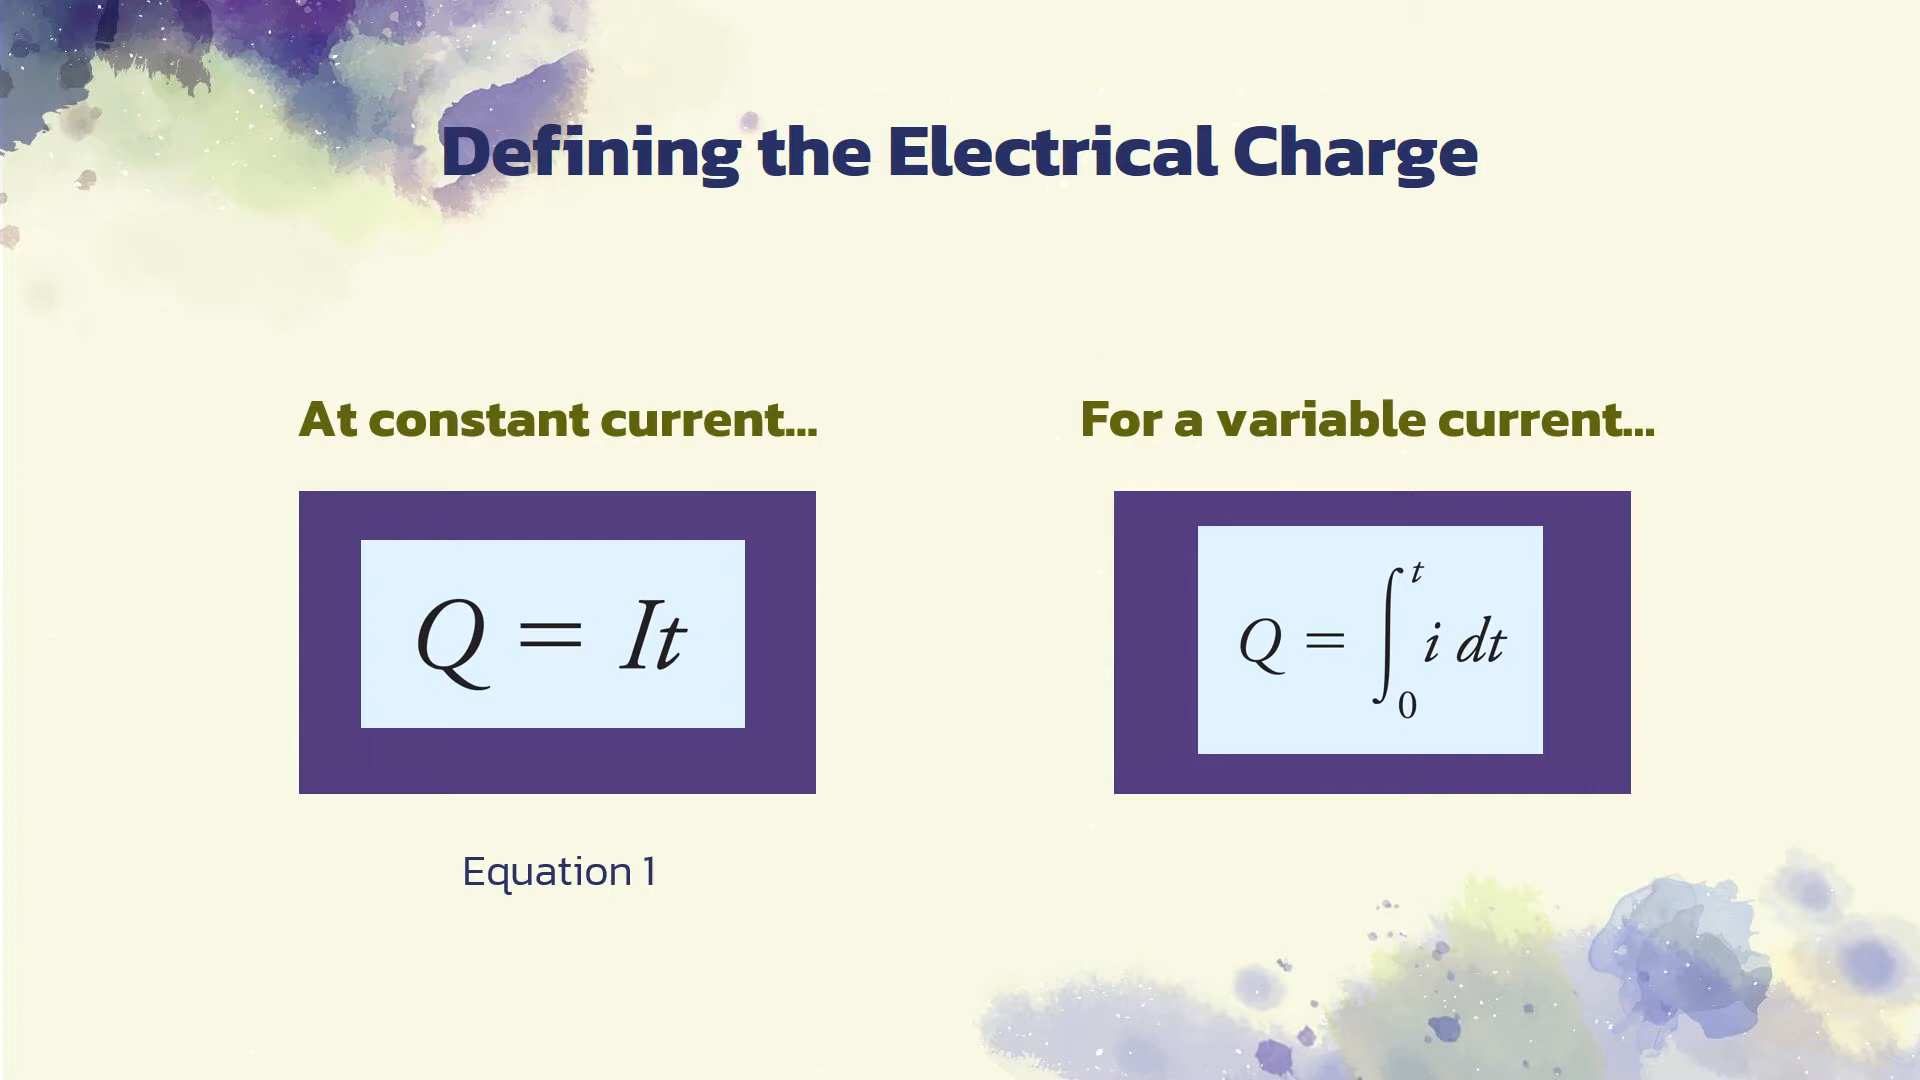 Defining the Electrical Charge
At constant current...
Q = It
Equation 1
For a variable current...
Q = ∫₀ᵗ i dt